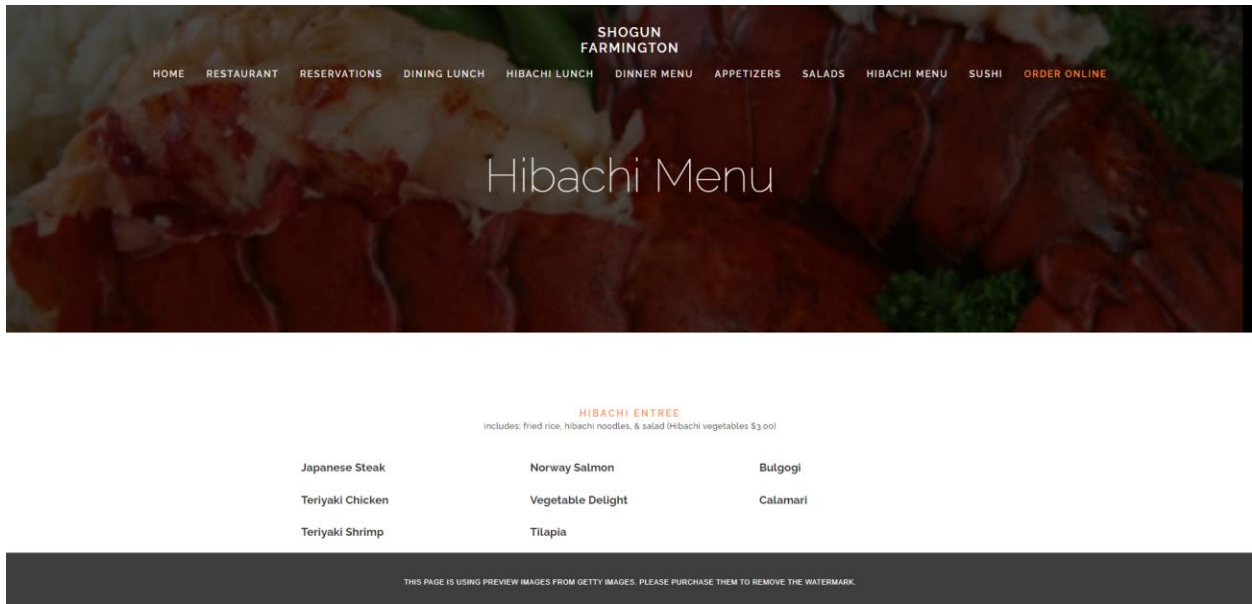 SHOGUN
FARMINGTON
HOME RESTAURANT RESERVATIONS DINING LUNCH HIBACHI LUNCH DINNER MENU APPETIZERS SALADS HIBACHI MENU SUSHI ORDER ONLINE
Hibachi Menu
HIBACHI ENTREE
includes: fried rice, hibachi noodles, & salad (Hibachi vegetables $3.00)
Japanese Steak Norway Salmon Bulgogi
Teriyaki Chicken Vegetable Delight Calamari
Teriyaki Shrimp Tilapia
THIS PAGE IS USING PREVIEW IMAGES FROM GETTY IMAGES. PLEASE PURCHASE THEM TO REMOVE THE WATERMARK.